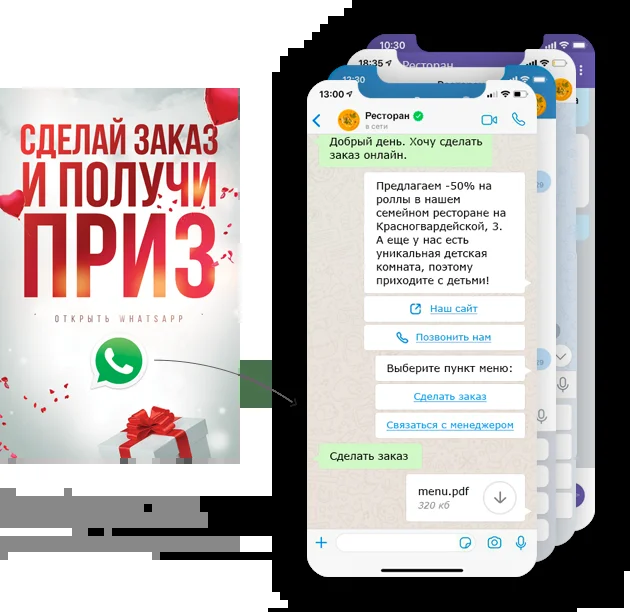 СДЕЛАЙ ЗАКАЗ
И ПОЛУЧИ
ПРИЗ
ОТКРЫТЬ WHATSAPP
10:30
18:35
Ресторан
12:30
13:00
Ресторан
в сети
Добрый день. Хочу сделать
заказ онлайн.
Предлагаем -50% на
роллы в нашем
семейном ресторане на
Красногвардейской, 3.
А еще у нас есть
уникальная детская
комната, поэтому
приходите с детьми!
Наш сайт
Позвонить нам
Выберите пункт меню:
Сделать заказ
Связаться с менеджером
Сделать заказ
menu.pdf
320 кб